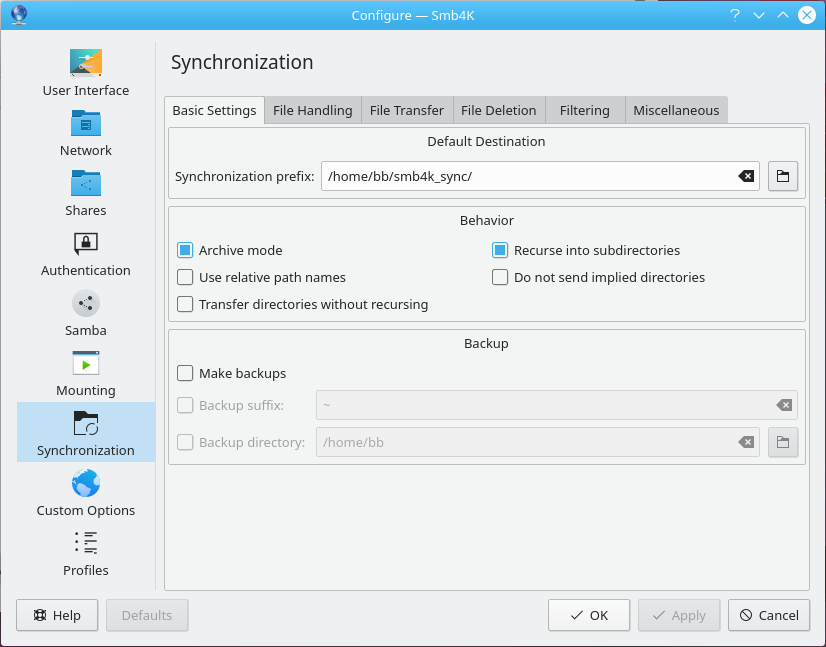 Configure — Smb4K
User Interface
Network
Shares
Authentication
Samba
Mounting
Synchronization
Custom Options
Profiles
Synchronization
Basic Settings File Handling File Transfer File Deletion Filtering Miscellaneous
Default Destination
Synchronization prefix: /home/bb/smb4k_sync/
Behavior
Archive mode Recurse into subdirectories
Use relative path names Do not send implied directories
Transfer directories without recursing
Backup
Make backups
Backup suffix: ~
Backup directory: /home/bb
Help Defaults OK Apply Cancel